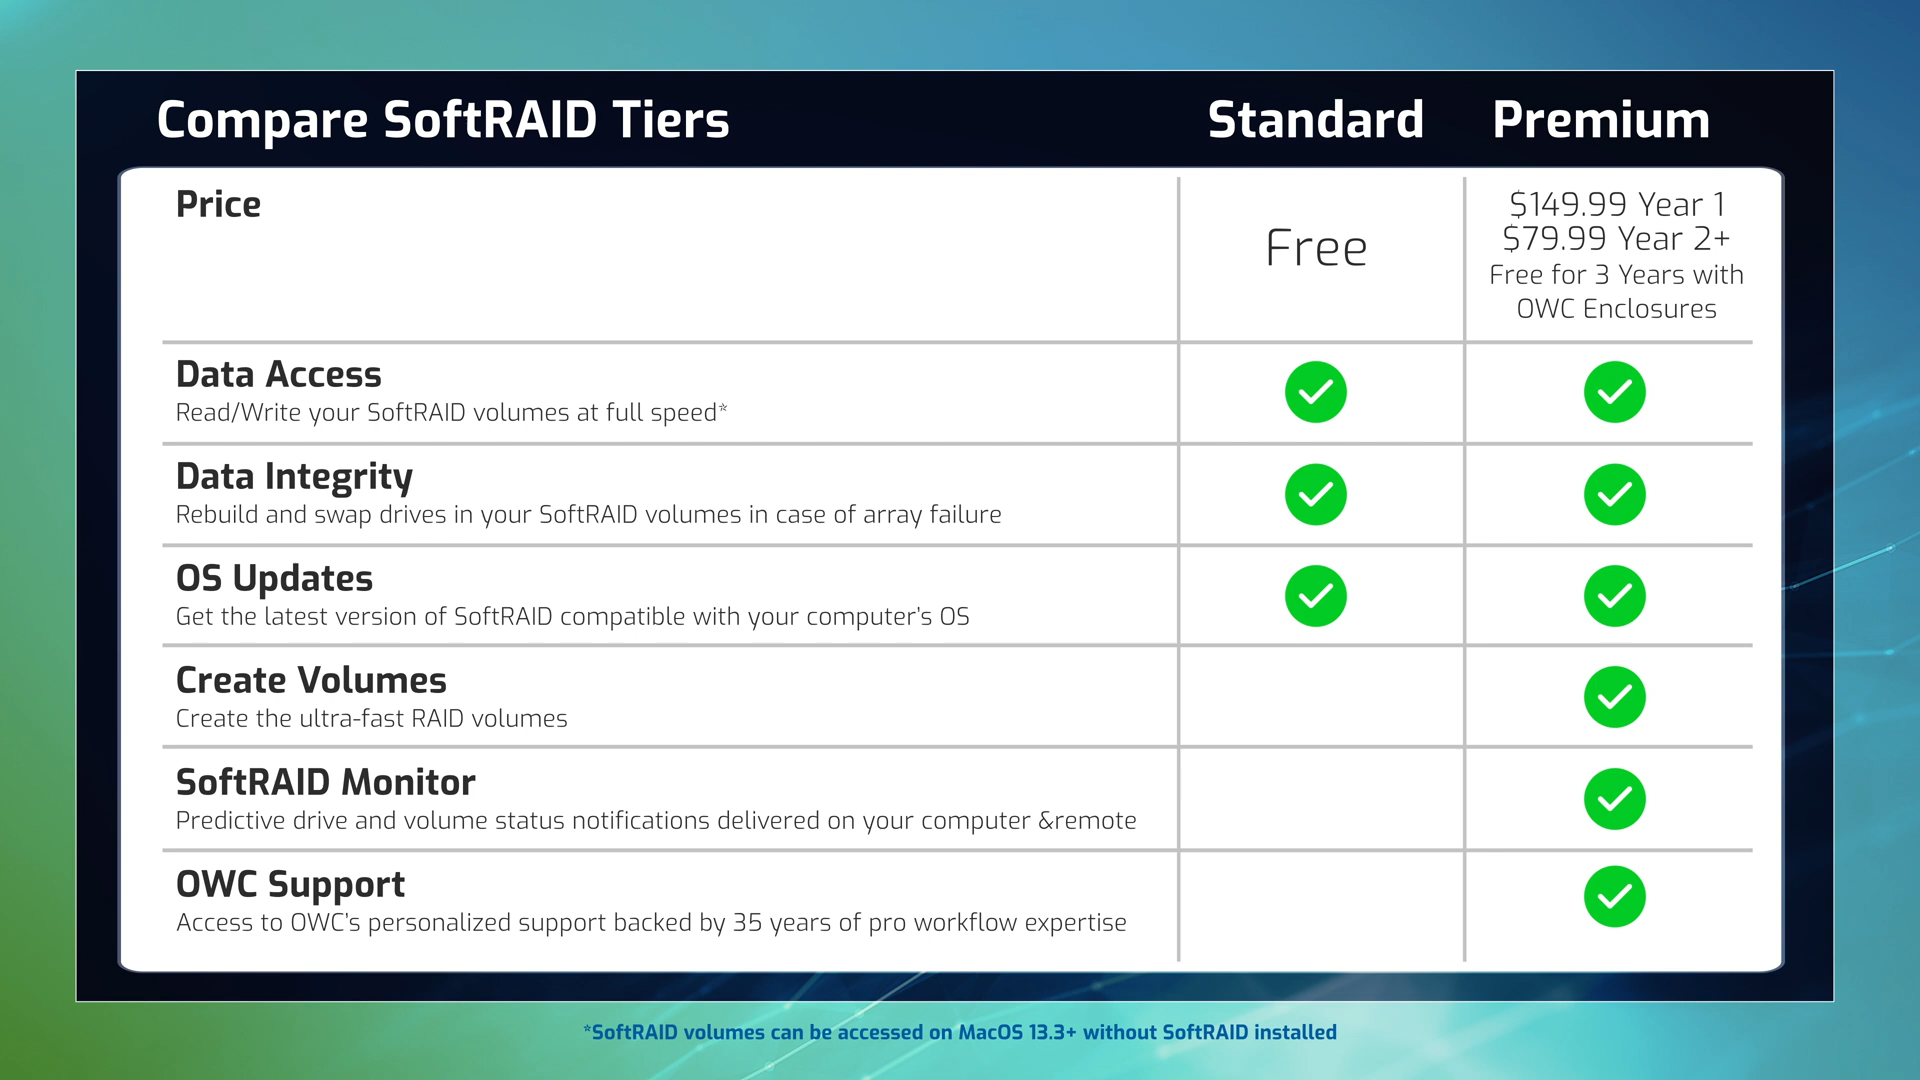 Compare SoftRAID Tiers Standard Premium
Price
Free
$149.99 Year 1
$79.99 Year 2+
Free for 3 Years with
OWC Enclosures
Data Access
Read/Write your SoftRAID volumes at full speed*
Data Integrity
Rebuild and swap drives in your SoftRAID volumes in case of array failure
OS Updates
Get the latest version of SoftRAID compatible with your computer's OS
Create Volumes
Create the ultra-fast RAID volumes
SoftRAID Monitor
Predictive drive and volume status notifications delivered on your computer &remote
OWC Support
Access to OWC's personalized support backed by 35 years of pro workflow expertise
*SoftRAID volumes can be accessed on MacOS 13.3+ without SoftRAID installed